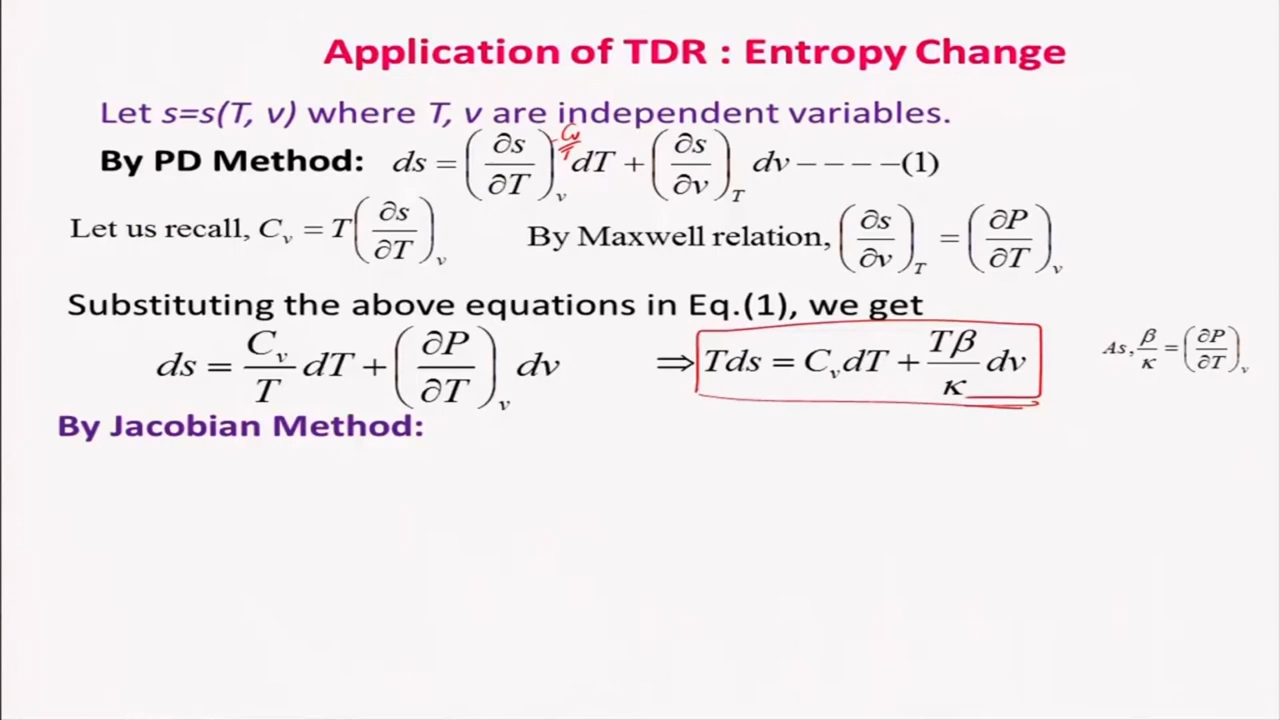 Application of TDR : Entropy Change
Let s=s(T, v) where T, v are independent variables.
By PD Method: ds = (∂s/∂T)_v dT + (∂s/∂v)_T dv − − − −(1)
Cv/T
Let us recall, C_v = T(∂s/∂T)_v By Maxwell relation, (∂s/∂v)_T = (∂P/∂T)_v
Substituting the above equations in Eq.(1), we get
ds = C_v/T dT + (∂P/∂T)_v dv ⇒ Tds = C_v dT + Tβ/κ dv As, β/κ = (∂P/∂T)_v
By Jacobian Method: